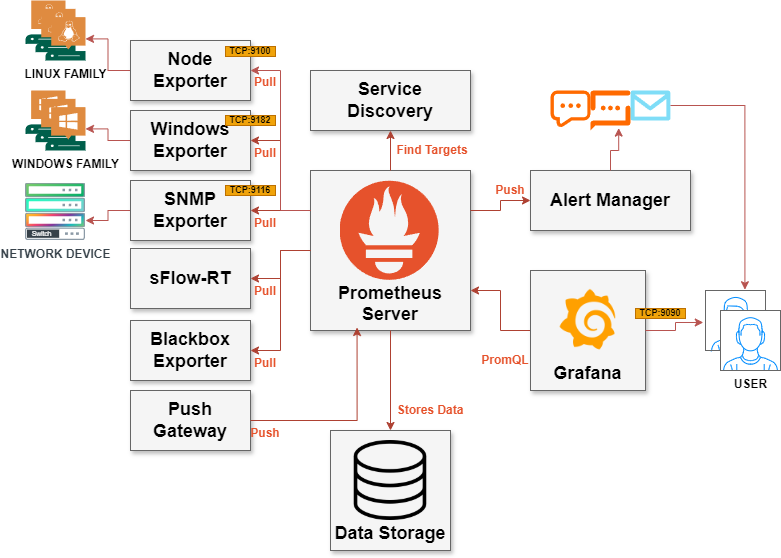 LINUX FAMILY
Node
Exporter
TCP:9100
Pull
WINDOWS FAMILY
Windows
Exporter
TCP:9182
Pull
Switch
NETWORK DEVICE
SNMP
Exporter
TCP:9116
Pull
sFlow-RT
Pull
Blackbox
Exporter
Pull
Push
Gateway
Push
Service
Discovery
Find Targets
Prometheus
Server
Stores Data
Data Storage
Push
Alert Manager
PromQL
Grafana
TCP:9090
USER